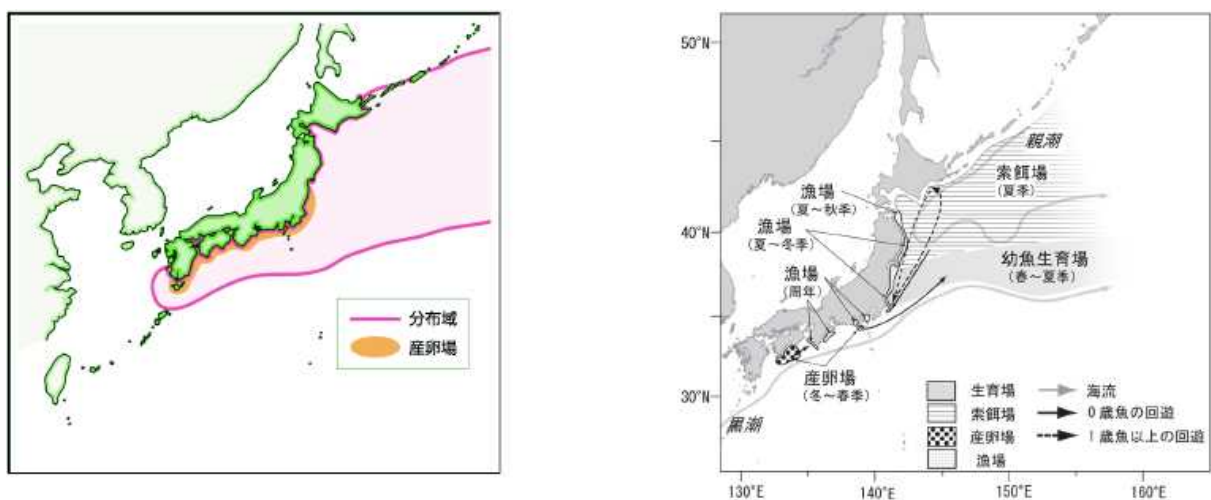 分布域
産卵場
50°N
40°N
30°N
親潮
索餌場
(夏季)
漁場
(夏~秋季)
漁場
(夏~冬季)
漁場
(周年)
幼魚生育場
(春~夏季)
産卵場
(冬~春季)
黒潮
生育場
索餌場
産卵場
漁場
海流
0歳魚の回遊
1歳魚以上の回遊
130°E
140°E
150°E
160°E